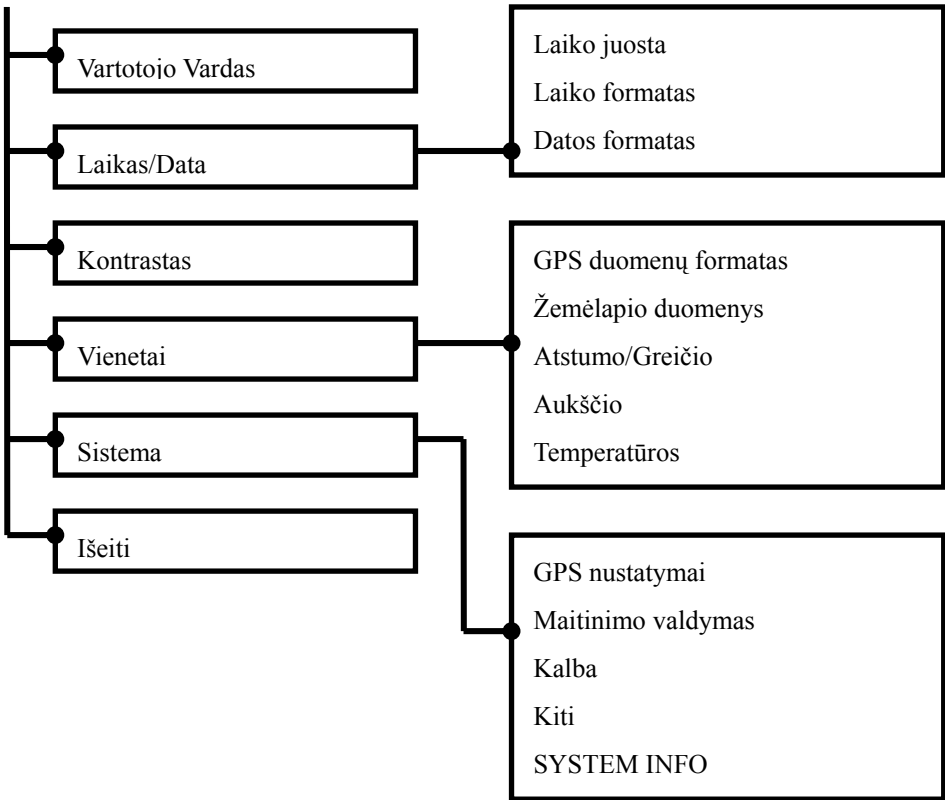 Vartotojo Vardas
Laikas/Data
Kontrastas
Vienetai
Sistema
Išeiti
Laiko juosta
Laiko formatas
Datos formatas
GPS duomenų formatas
Žemėlapio duomenys
Atstumo/Greičio
Aukščio
Temperatūros
GPS nustatymai
Maitinimo valdymas
Kalba
Kiti
SYSTEM INFO